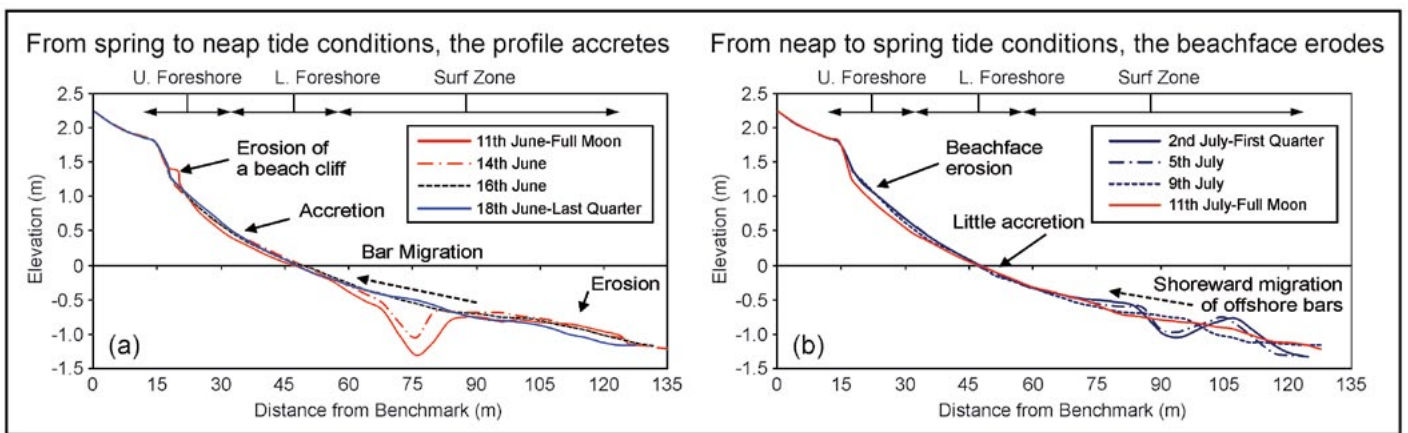 From spring to neap tide conditions, the profile accretes
U. Foreshore L. Foreshore Surf Zone
2.5
2.0
1.5
1.0
0.5
0
-0.5
-1.0
-1.5
Elevation (m)
11th June-Full Moon
14th June
16th June
18th June-Last Quarter
Erosion of
a beach cliff
Accretion
Bar Migration
Erosion
(a)
0 15 30 45 60 75 90 105 120 135
Distance from Benchmark (m)
From neap to spring tide conditions, the beachface erodes
U. Foreshore L. Foreshore Surf Zone
2.5
2.0
1.5
1.0
0.5
0
-0.5
-1.0
-1.5
Elevation (m)
2nd July-First Quarter
5th July
9th July
11th July-Full Moon
Beachface
erosion
Little accretion
Shoreward migration
of offshore bars
(b)
0 15 30 45 60 75 90 105 115 135
Distance from Benchmark (m)